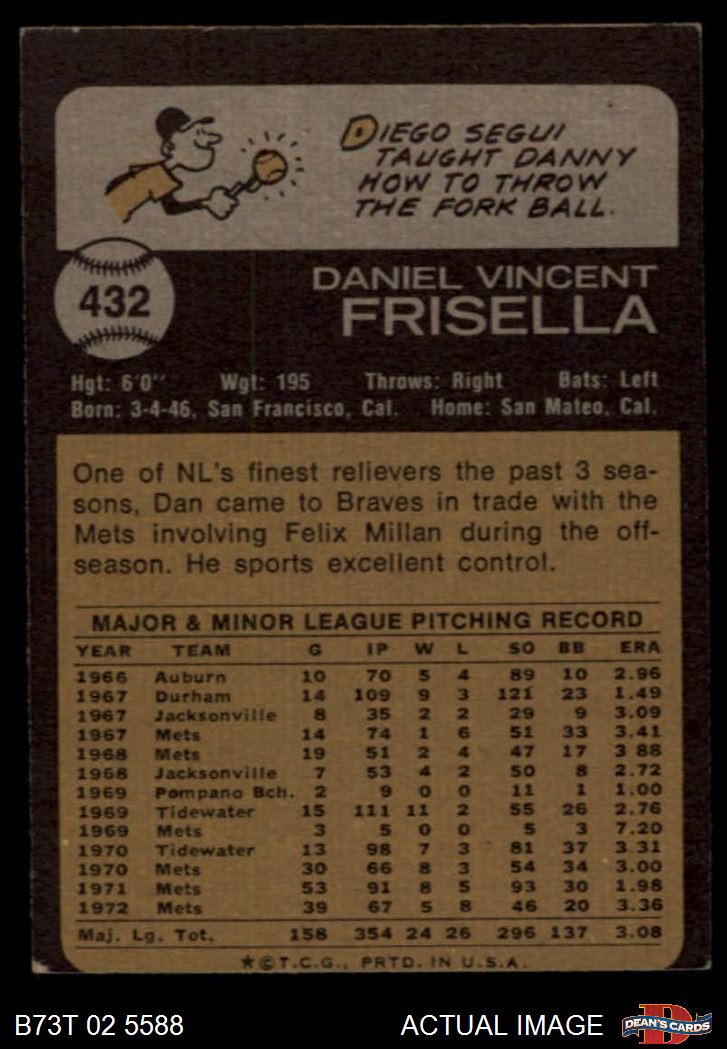 DIEGO SEGUI
TAUGHT DANNY
HOW TO THROW
THE FORK BALL.
432
DANIEL VINCENT
FRISELLA
Hgt: 6'0" Wgt: 195 Throws: Right Bats: Left
Born: 3-4-46, San Francisco, Cal. Home: San Mateo, Cal.
One of NL's finest relievers the past 3 sea-
sons, Dan came to Braves in trade with the
Mets involving Felix Millan during the off-
season. He sports excellent control.
MAJOR & MINOR LEAGUE PITCHING RECORD
YEAR TEAM G IP W L SO BB ERA
1966 Auburn 10 70 5 4 89 10 2.96
1967 Durham 14 109 9 3 121 23 1.49
1967 Jacksonville 8 35 2 2 29 9 3.09
1967 Mets 14 74 1 6 51 33 3.41
1968 Mets 19 51 2 4 47 17 3 88
1968 Jacksonville 7 53 4 2 50 8 2.72
1969 Pompano Bch. 2 9 0 0 11 1 1.00
1969 Tidewater 15 111 11 2 55 26 2.76
1969 Mets 3 5 0 0 5 3 7.20
1970 Tidewater 13 98 7 3 81 37 3.31
1970 Mets 30 66 8 3 54 34 3.00
1971 Mets 53 91 8 5 93 30 1.98
1972 Mets 39 67 5 8 46 20 3.36
Maj. Lg. Tot. 158 354 24 26 296 137 3.08
*©T.C.G., PRTD. IN U.S.A.
B73T 02 5588 ACTUAL IMAGE D DEAN'S CARDS